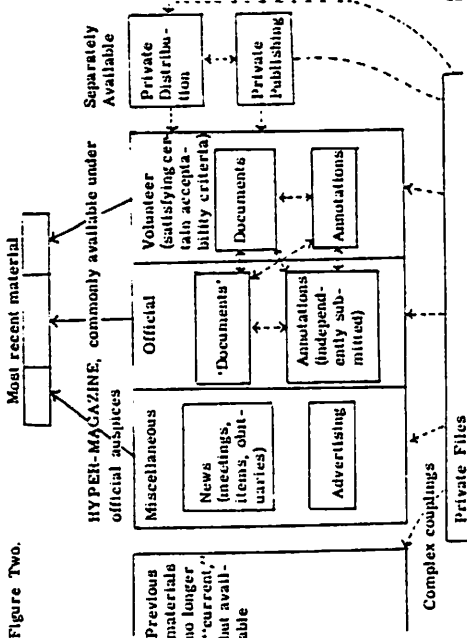 Figure Two.
Most recent material
HYPER-MAGAZINE, commonly available under
official auspices
Separately
Available
Previous
materials
no longer
"current,"
but avail-
able
Miscellaneous
News
(meetings,
items, obit-
uaries)
Advertising
Official
'Documents'
Annotations
(independ-
ently sub-
mitted)
Volunteer
(satisfying cer-
tain accepta-
bility criteria)
Documents
Annotations
Private
Distribu-
tion
Private
Publishing
Complex couplings
Private Files